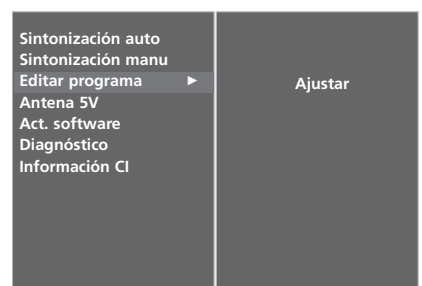 Sintonización auto
Sintonización manu
Editar programa ►
Ajustar
Antena 5V
Act. software
Diagnóstico
Información CI